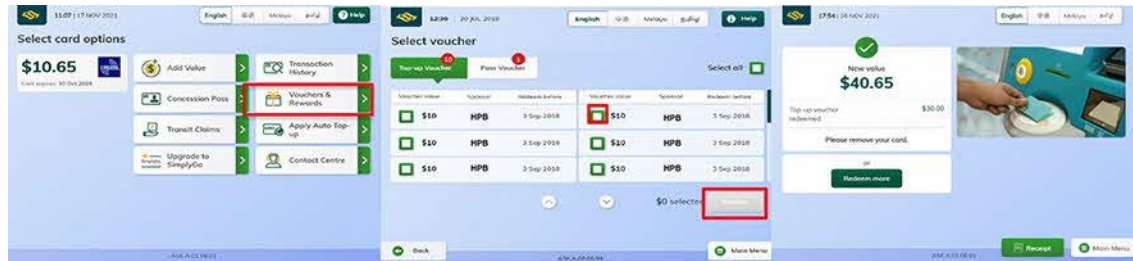 11:07 | 17 NOV 2021
English 中文 Melayu தமிழ் Help
Select card options
$10.65
Card expires: 30 Oct 2026
Add Value
Transaction
History
Concession Pass
Vouchers &
Rewards
Transit Claims
Apply Auto Top-
up
Upgrade to
SimplyGo
Contact Centre
12:30 20 JUL 2018
English 中文 Melayu தமிழ் Help
Select voucher
Top-up Voucher 10
Pass Voucher
Select all
Voucher value Sponsor Redeem before Voucher value Sponsor Redeem before
$10 HPB 3 Sep 2018 $10 HPB 3 Sep 2018
$10 HPB 3 Sep 2018 $10 HPB 3 Sep 2018
$10 HPB 3 Sep 2018 $10 HPB 3 Sep 2018
$0 selected
Back
Main Menu
17:54 | 16 NOV 2021
English 中文 Melayu தமிழ்
New value
$40.65
Top-up voucher
redeemed
$30.00
Please remove your card.
or
Redeem more
Receipt
Main Menu